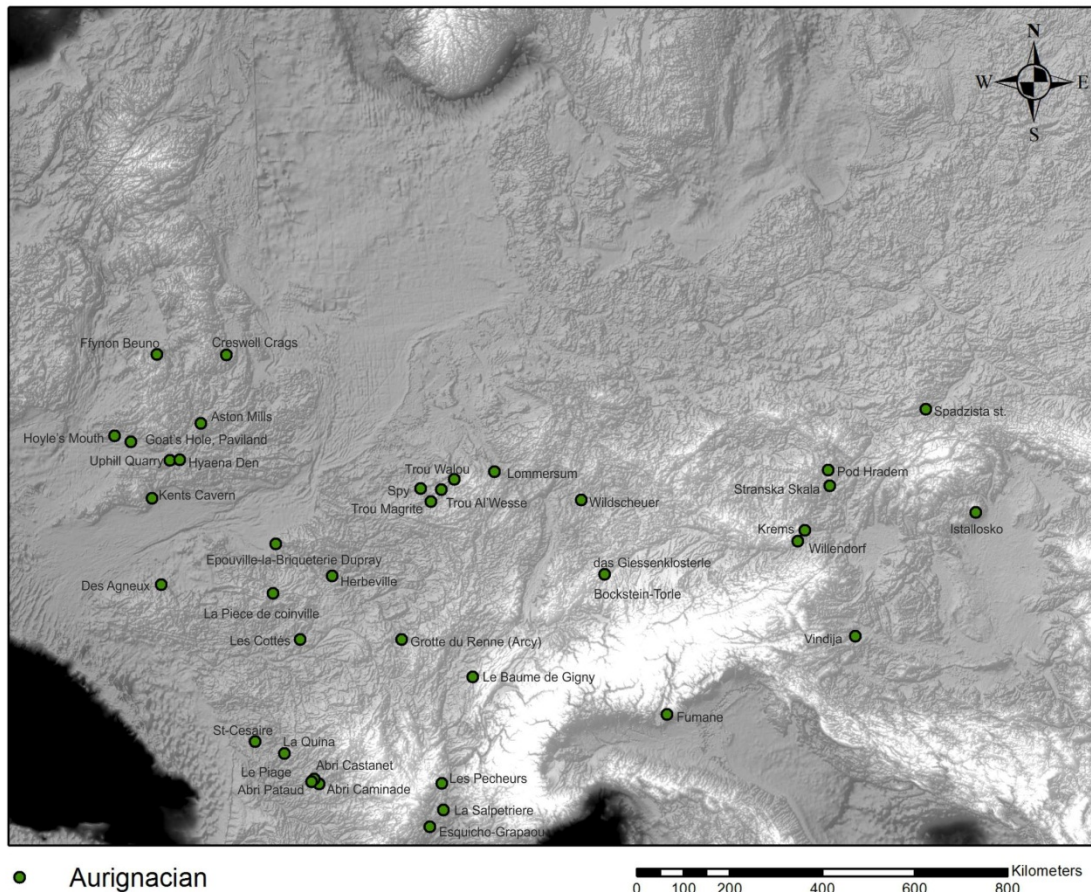 N
W E
S
Ffynon Beuno
Creswell Crags
Aston Mills
Hoyle's Mouth
Goat's Hole, Paviland
Uphill Quarry
Hyaena Den
Kents Cavern
Spadzista st.
Trou Walou
Lommersum
Spy
Trou Al'Wesse
Trou Magrite
Wildscheuer
Pod Hradem
Stranska Skala
Istallosko
Krems
Willendorf
Epouville-la-Briqueterie Dupray
Herbeville
das Giessenklosterle
Bockstein-Torle
Des Agneux
La Piece de coinville
Les Cottés
Grotte du Renne (Arcy)
Vindija
Le Baume de Gigny
Fumane
St-Cesaire
La Quina
Abri Castanet
Le Piage
Abri Pataud
Abri Caminade
Les Pecheurs
La Salpetriere
Esquicho-Grapaou
Aurignacian
Kilometers
0 100 200 400 600 800